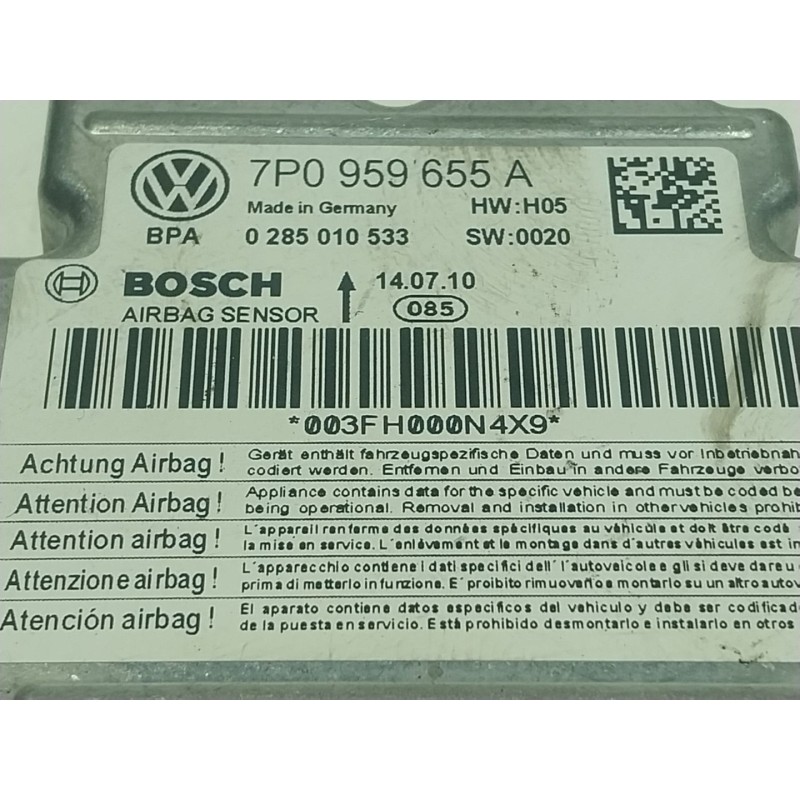 7P0 959 655 A
Made in Germany HW:H05
BPA 0 285 010 533 SW:0020
BOSCH 14.07.10
AIRBAG SENSOR 085
*003FH000N4X9*
Achtung Airbag! Gerät enthält fahrzeugspezifische Daten und muss vor Inbetriebnah
codiert werden. Entfernen und Einbau in andere Fahrzeuge verbo
Attention Airbag! Appliance contains data for the specific vehicle and must be coded be
being operational. Removal and installation in other vehicles prohib
Attention airbag! L'appareil renferme des données spécifiques au véhicule et doit être codé
la mise en service. L'enlèvement et le montage dans d'autres véhicules est in
Attenzione airbag! L'apparecchio contiene i dati specifici dell'l'autoveicolo e gli si deve dare u
prima di metterlo in funzione. E' proibito rimuovarlo e montarlo su un altro autov
Atención airbag! El aparato contiene datos especificos del vehiculo y debe ser codificad
de la puesta en servicio. Está prohibido desmontarlo e instalarlo en otros